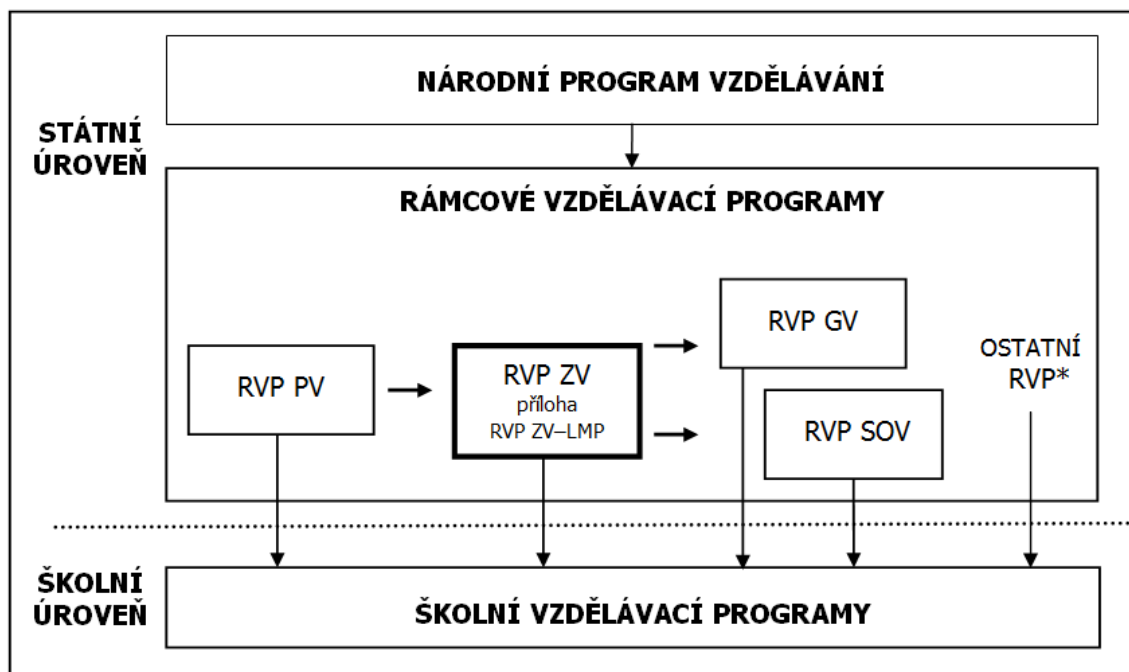 NÁRODNÍ PROGRAM VZDĚLÁVÁNÍ
STÁTNÍ
ÚROVEŇ
RÁMCOVÉ VZDĚLÁVACÍ PROGRAMY
RVP PV
RVP ZV
příloha
RVP ZV–LMP
RVP GV
RVP SOV
OSTATNÍ
RVP*
ŠKOLNÍ
ÚROVEŇ
ŠKOLNÍ VZDĚLÁVACÍ PROGRAMY